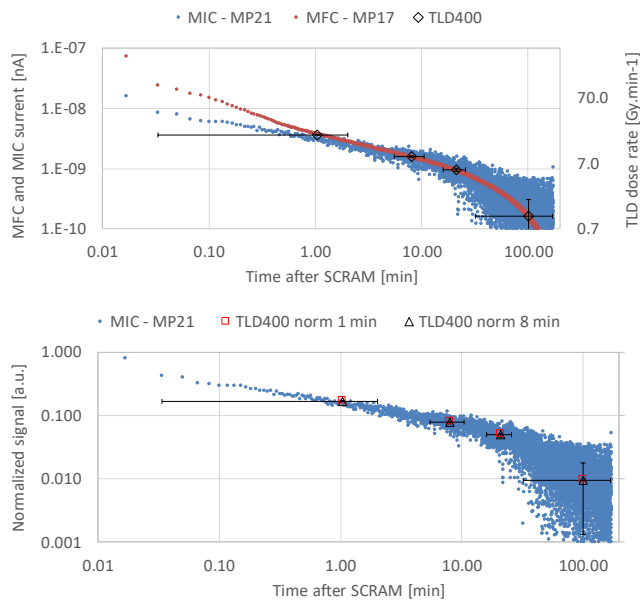 MIC - MP21 MFC - MP17 TLD400
1.E-07
1.E-08
1.E-09
1.E-10
70.0
7.0
0.7
MFC and MIC surrent [nA]
TLD dose rate [Gy.min-1]
0.01 0.10 1.00 10.00 100.00
Time after SCRAM [min]
MIC - MP21 TLD400 norm 1 min TLD400 norm 8 min
1.000
0.100
0.010
0.001
Normalized signal [a.u.]
0.01 0.10 1.00 10.00 100.00
Time after SCRAM [min]